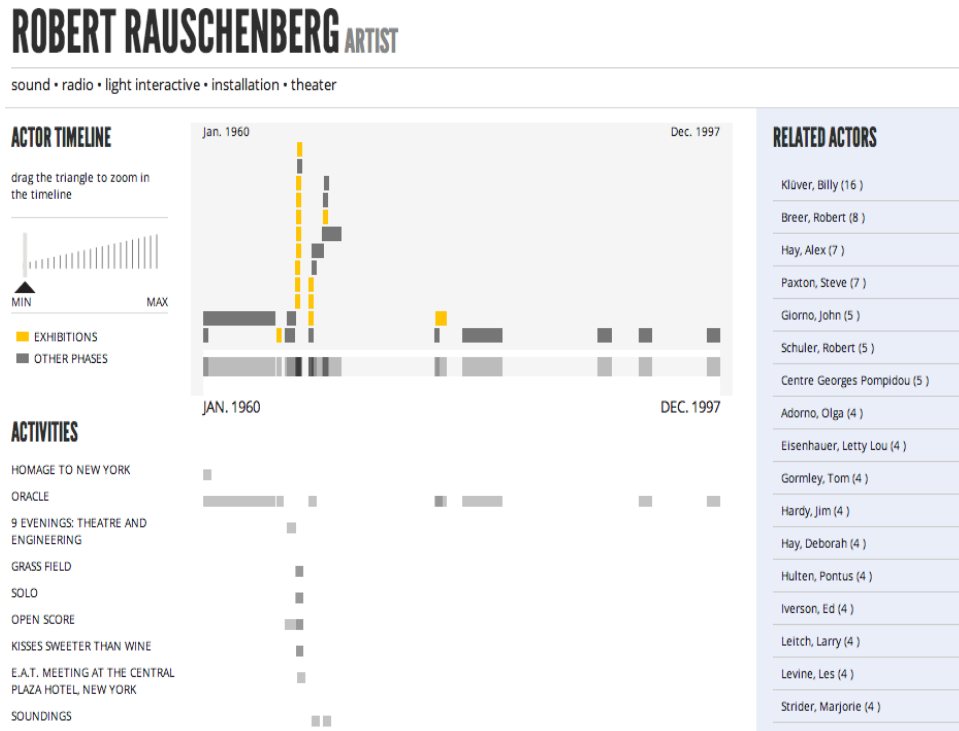 ROBERT RAUSCHENBERG ARTIST
sound • radio • light interactive • installation • theater
ACTOR TIMELINE
drag the triangle to zoom in
the timeline
MIN MAX
EXHIBITIONS
OTHER PHASES
Jan. 1960 Dec. 1997
JAN. 1960 DEC. 1997
ACTIVITIES
HOMAGE TO NEW YORK
ORACLE
9 EVENINGS: THEATRE AND
ENGINEERING
GRASS FIELD
SOLO
OPEN SCORE
KISSES SWEETER THAN WINE
E.A.T. MEETING AT THE CENTRAL
PLAZA HOTEL, NEW YORK
SOUNDINGS
RELATED ACTORS
Klüver, Billy (16 )
Breer, Robert (8 )
Hay, Alex (7 )
Paxton, Steve (7 )
Giorno, John (5 )
Schuler, Robert (5 )
Centre Georges Pompidou (5 )
Adorno, Olga (4 )
Eisenhauer, Letty Lou (4 )
Gormley, Tom (4 )
Hardy, Jim (4 )
Hay, Deborah (4 )
Hulten, Pontus (4 )
Iverson, Ed (4 )
Leitch, Larry (4 )
Levine, Les (4 )
Strider, Marjorie (4 )